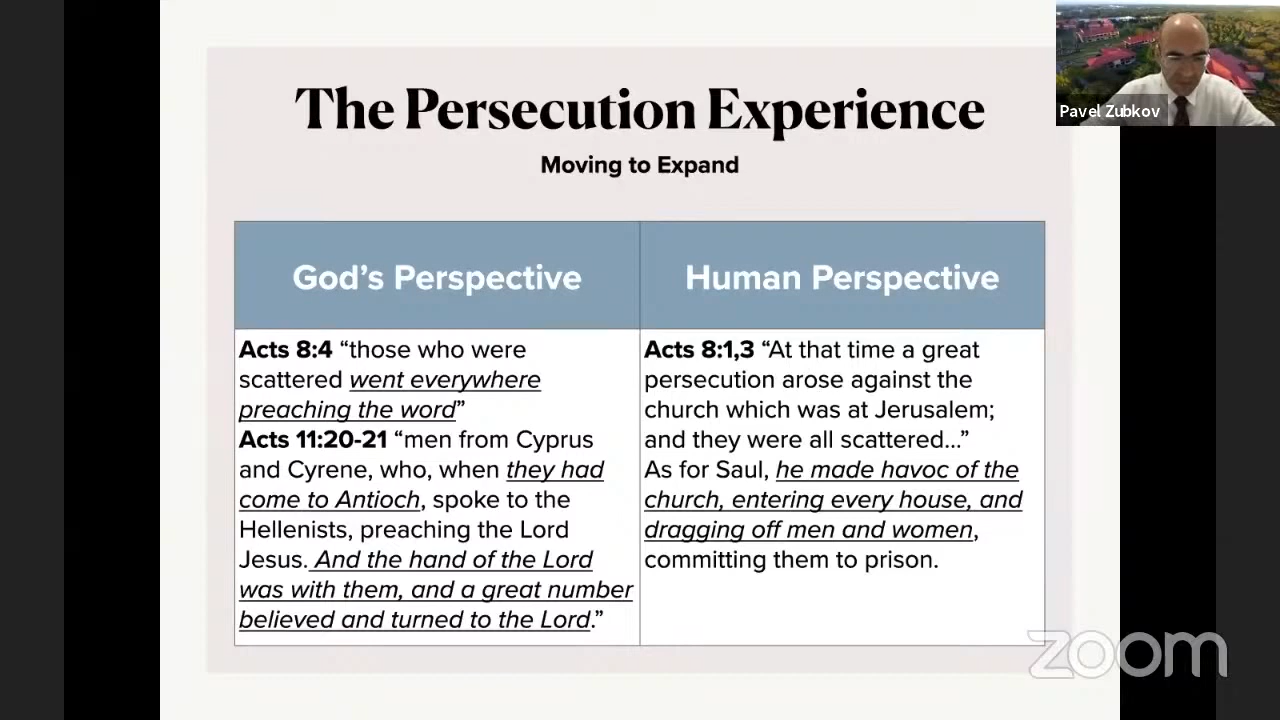 The Persecution Experience
Moving to Expand
God’s Perspective
Human Perspective
Acts 8:4 “those who were
scattered went everywhere
preaching the word”
Acts 11:20-21 “men from Cyprus
and Cyrene, who, when they had
come to Antioch, spoke to the
Hellenists, preaching the Lord
Jesus. And the hand of the Lord
was with them, and a great number
believed and turned to the Lord.”
Acts 8:1,3 “At that time a great
persecution arose against the
church which was at Jerusalem;
and they were all scattered...”
As for Saul, he made havoc of the
church, entering every house, and
dragging off men and women,
committing them to prison.
Pavel Zubkov
zoom